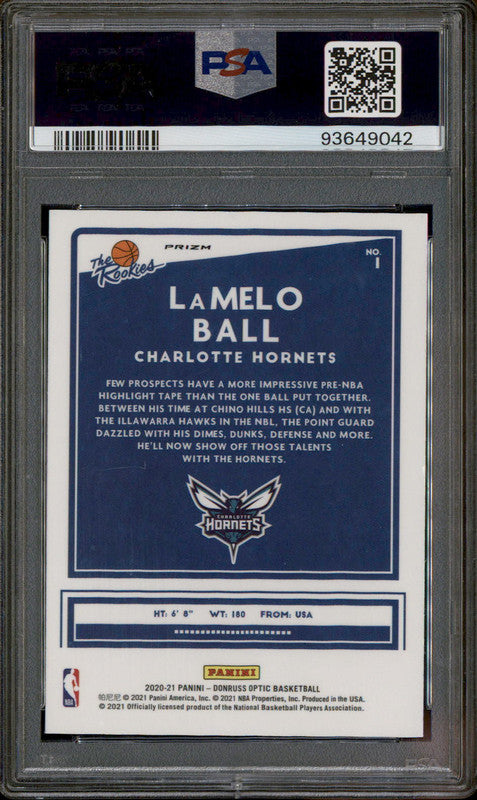 PSA
93649042
The Rookies
PRIZM
NO. 1
LaMELO
BALL
CHARLOTTE HORNETS
FEW PROSPECTS HAVE A MORE IMPRESSIVE PRE-NBA
HIGHLIGHT TAPE THAN THE ONE BALL PUT TOGETHER.
BETWEEN HIS TIME AT CHINO HILLS HS (CA) AND WITH
THE ILLAWARRA HAWKS IN THE NBL, THE POINT GUARD
DAZZLED WITH HIS DIMES, DUNKS, DEFENSE AND MORE.
HE'LL NOW SHOW OFF THOSE TALENTS
WITH THE HORNETS.
CHARLOTTE
HORNETS
HT: 6' 8" WT: 180 FROM: USA
PANINI
2020-21 PANINI – DONRUSS OPTIC BASKETBALL
帕尼尼 © 2021 Panini America, Inc. © 2021 NBA Properties, Inc. Produced in the USA.
© 2021 Officially licensed product of the National Basketball Players Association.
NBA
PSA